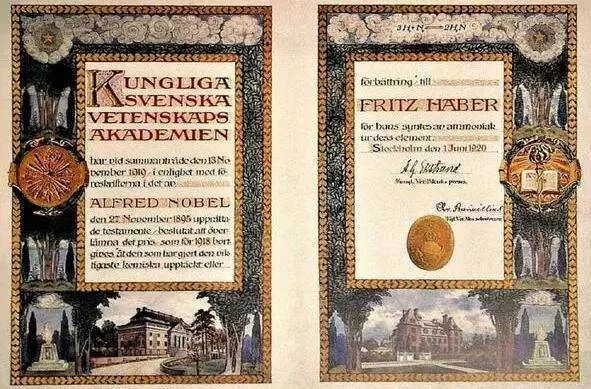 KUNGLIGA
SVENSKA
VETENSKAPS
AKADEMIEN
har vid sammanträde den 13 No
vember 1919 i enlighet med fö
reskrifterna i det av
ALFRED NOBEL
den 27 November 1895 upprätta
de testamente beslutat att över
lämna det pris som för 1918 bort
givas åt den som har gjort den vik
tigaste kemiska upptäckt eller
förbättring till
FRITZ HABER
för hans syntes av ammoniak
ur dess element.
Stockholm den 1 Juni 1920